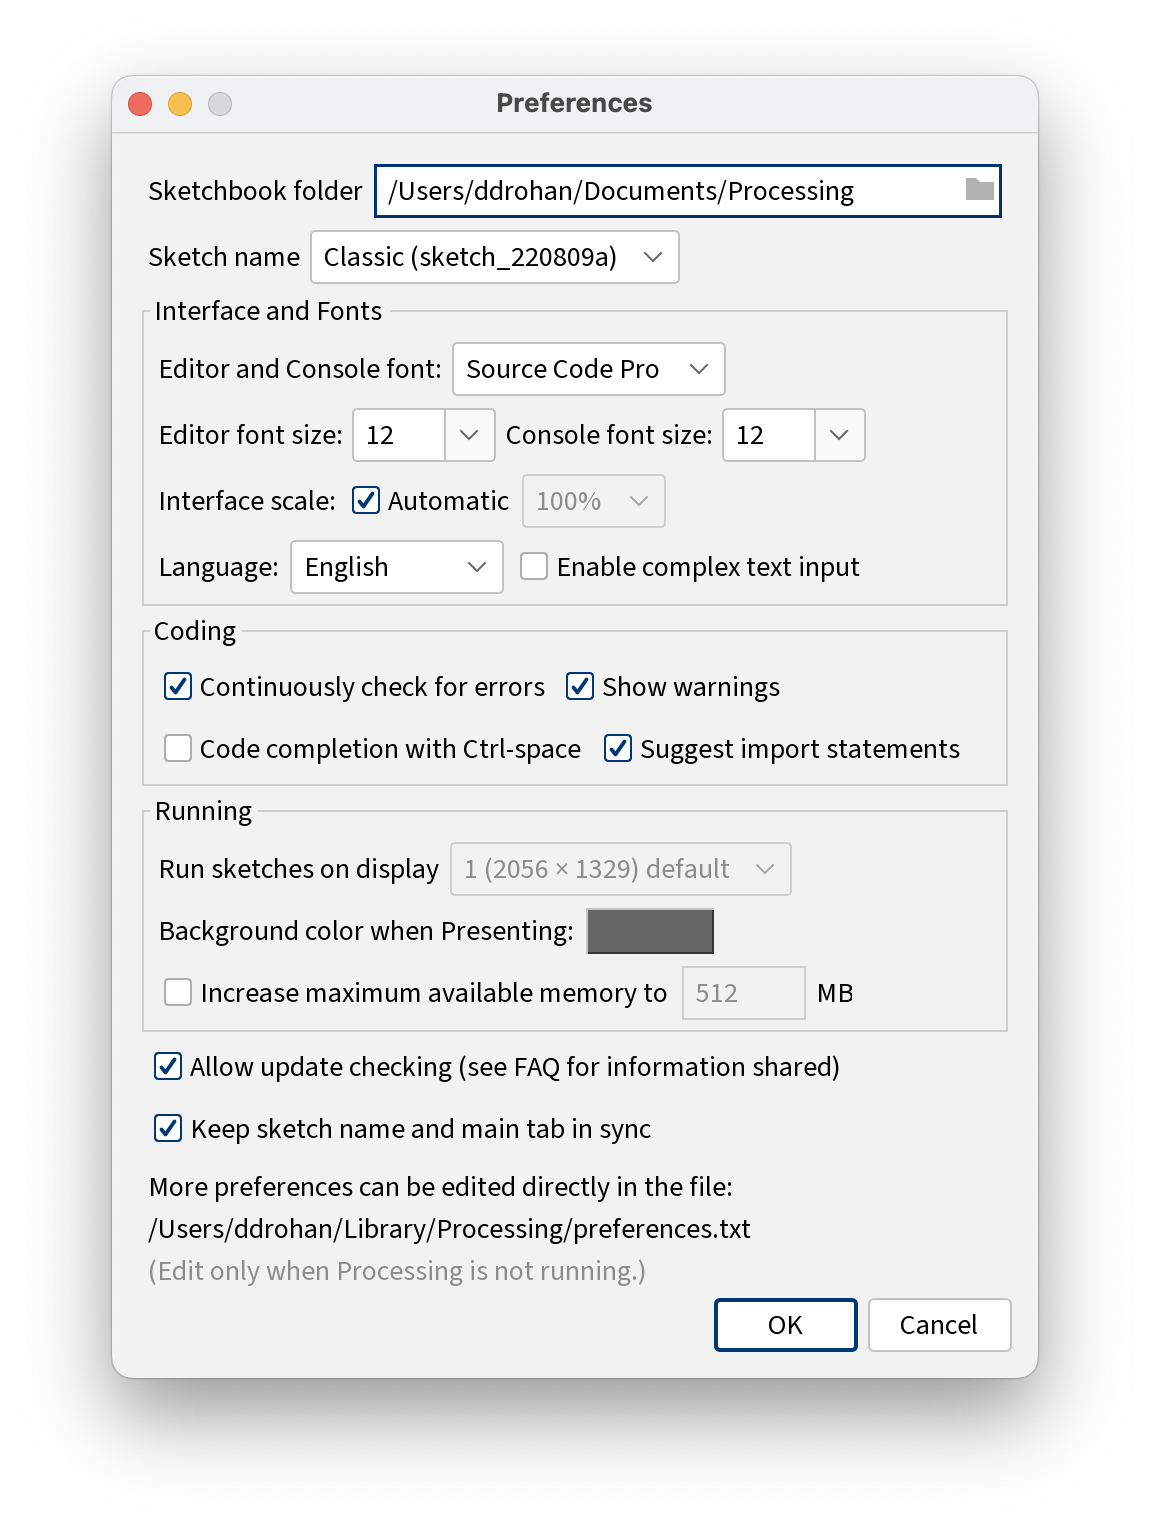 Preferences
Sketchbook folder /Users/ddrohan/Documents/Processing
Sketch name Classic (sketch_220809a)
Interface and Fonts
Editor and Console font: Source Code Pro
Editor font size: 12 Console font size: 12
Interface scale: Automatic 100%
Language: English Enable complex text input
Coding
Continuously check for errors Show warnings
Code completion with Ctrl-space Suggest import statements
Running
Run sketches on display 1 (2056 × 1329) default
Background color when Presenting:
Increase maximum available memory to 512 MB
Allow update checking (see FAQ for information shared)
Keep sketch name and main tab in sync
More preferences can be edited directly in the file:
/Users/ddrohan/Library/Processing/preferences.txt
(Edit only when Processing is not running.)
OK Cancel